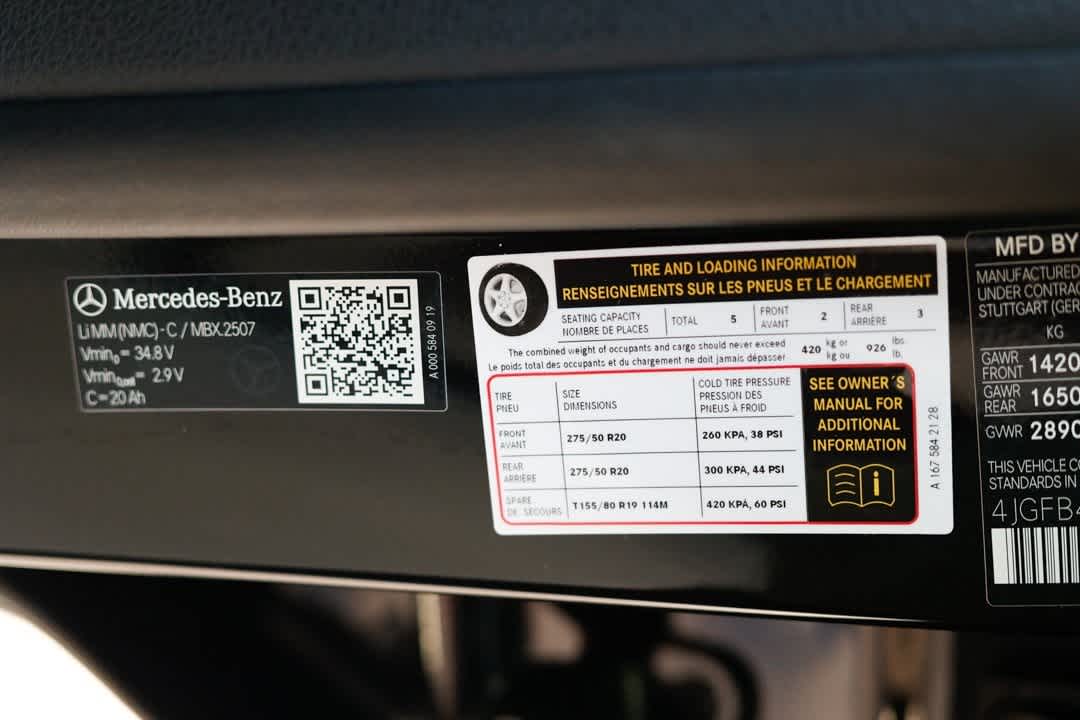 Mercedes-Benz
Li MM (NMC) - C / MBX.2507
Vmin₀ = 34.8 V
Vmin₀,cell = 2.9 V
C = 20 Ah
A 000 584 09 19
TIRE AND LOADING INFORMATION
RENSEIGNEMENTS SUR LES PNEUS ET LE CHARGEMENT
SEATING CAPACITY
NOMBRE DE PLACES
TOTAL 5
FRONT
AVANT
2
REAR
ARRIÈRE
3
The combined weight of occupants and cargo should never exceed
Le poids total des occupants et du chargement ne doit jamais dépasser
420 kg or
kg ou
926 lbs.
lb.
TIRE
PNEU
SIZE
DIMENSIONS
COLD TIRE PRESSURE
PRESSION DES
PNEUS À FROID
FRONT
AVANT
275/50 R20
260 KPA, 38 PSI
REAR
ARRIÈRE
275/50 R20
300 KPA, 44 PSI
SPARE
DE SECOURS
T155/80 R19 114M
420 KPA, 60 PSI
SEE OWNER´S
MANUAL FOR
ADDITIONAL
INFORMATION
A 167 584 21 28
MFD BY
MANUFACTURED
UNDER CONTRAC
STUTTGART (GER
KG
GAWR
FRONT
1420
GAWR
REAR
1650
GVWR 2890
THIS VEHICLE CO
STANDARDS IN
4JGFB4